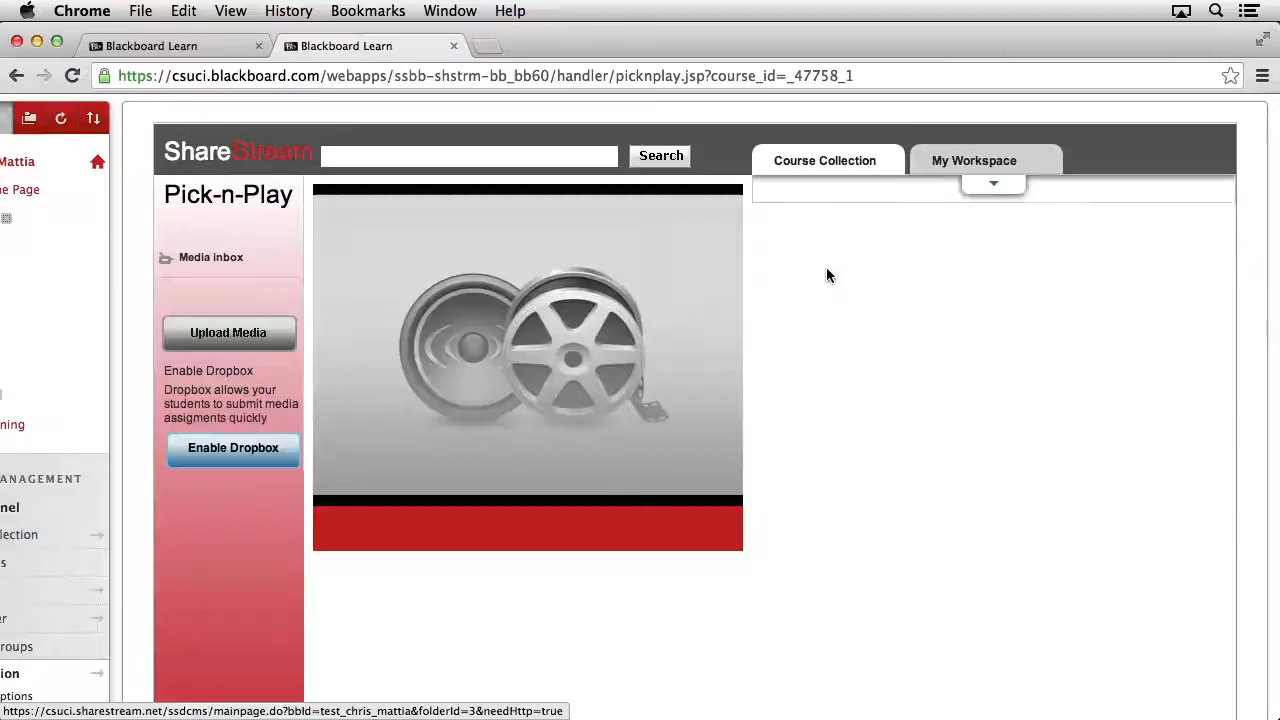 Chrome File Edit View History Bookmarks Window Help
Blackboard Learn × Blackboard Learn ×
https://csuci.blackboard.com/webapps/ssbb-shstrm-bb_bb60/handler/picknplay.jsp?course_id=_47758_1
Mattia
ne Page
ning
ANAGEMENT
nel
llection
s
er
roups
ion
ptions
ShareStream
Search
Course Collection
My Workspace
Pick-n-Play
Media inbox
Upload Media
Enable Dropbox
Dropbox allows your
students to submit media
assigments quickly
Enable Dropbox
https://csuci.sharestream.net/ssdcms/mainpage.do?bbId=test_chris_mattia&folderId=3&needHttp=true